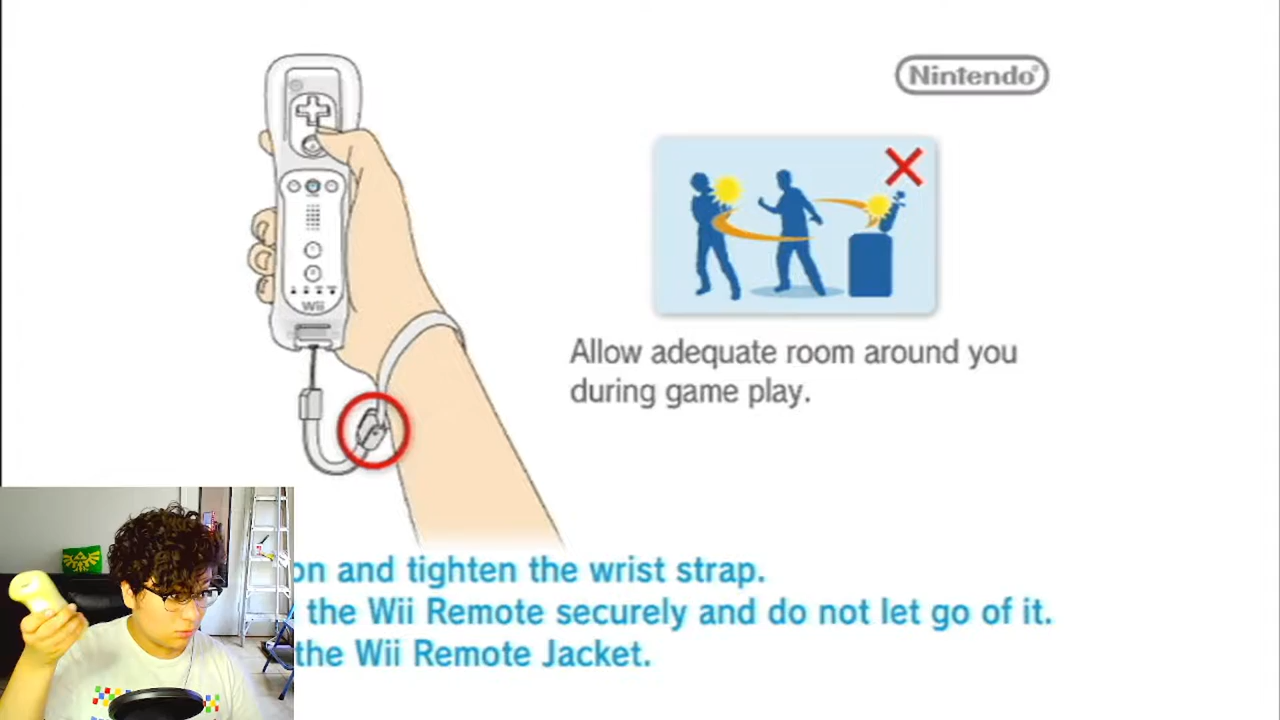 Nintendo®
Allow adequate room around you
during game play.
Wii
on and tighten the wrist strap.
the Wii Remote securely and do not let go of it.
the Wii Remote Jacket.